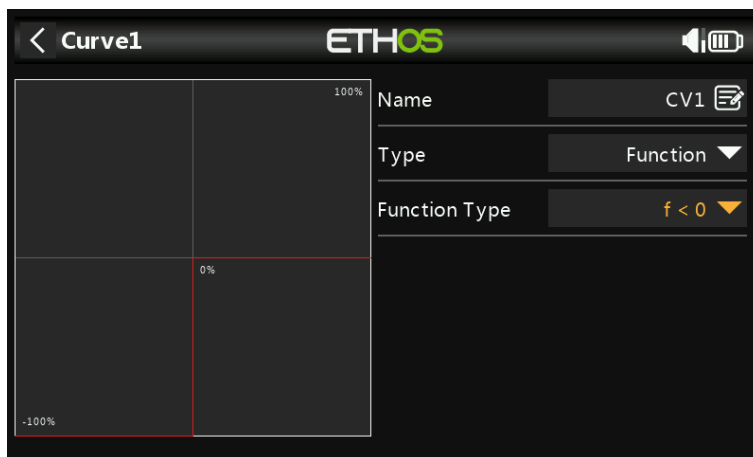 Curve1 ETHOS
100%
Name CV1
Type Function
Function Type f < 0
0%
-100%